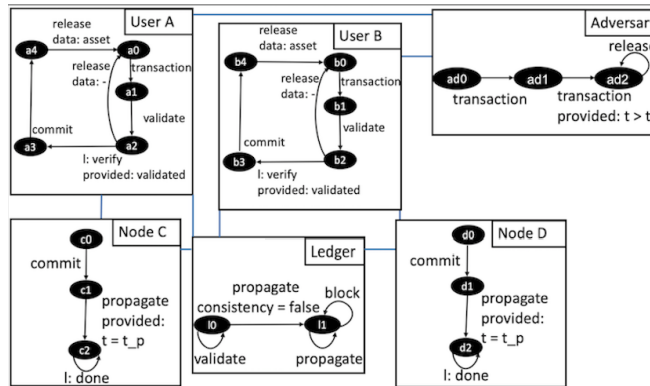 User A
release
data: asset
a4
a0
transaction
release
data: -
a1
validate
commit
a3
a2
I: verify
provided: validated
User B
release
data: asset
b4
b0
transaction
release
data: -
b1
validate
commit
b3
b2
I: verify
provided: validated
release
ad0
ad1
ad2
transaction
transaction
provided: t > t
Node C
c0
commit
c1
propagate
provided:
t = t_p
c2
I: done
Ledger
propagate
consistency = false
block
l0
l1
validate
propagate
Node D
d0
commit
d1
propagate
provided:
t = t_p
d2
I: done